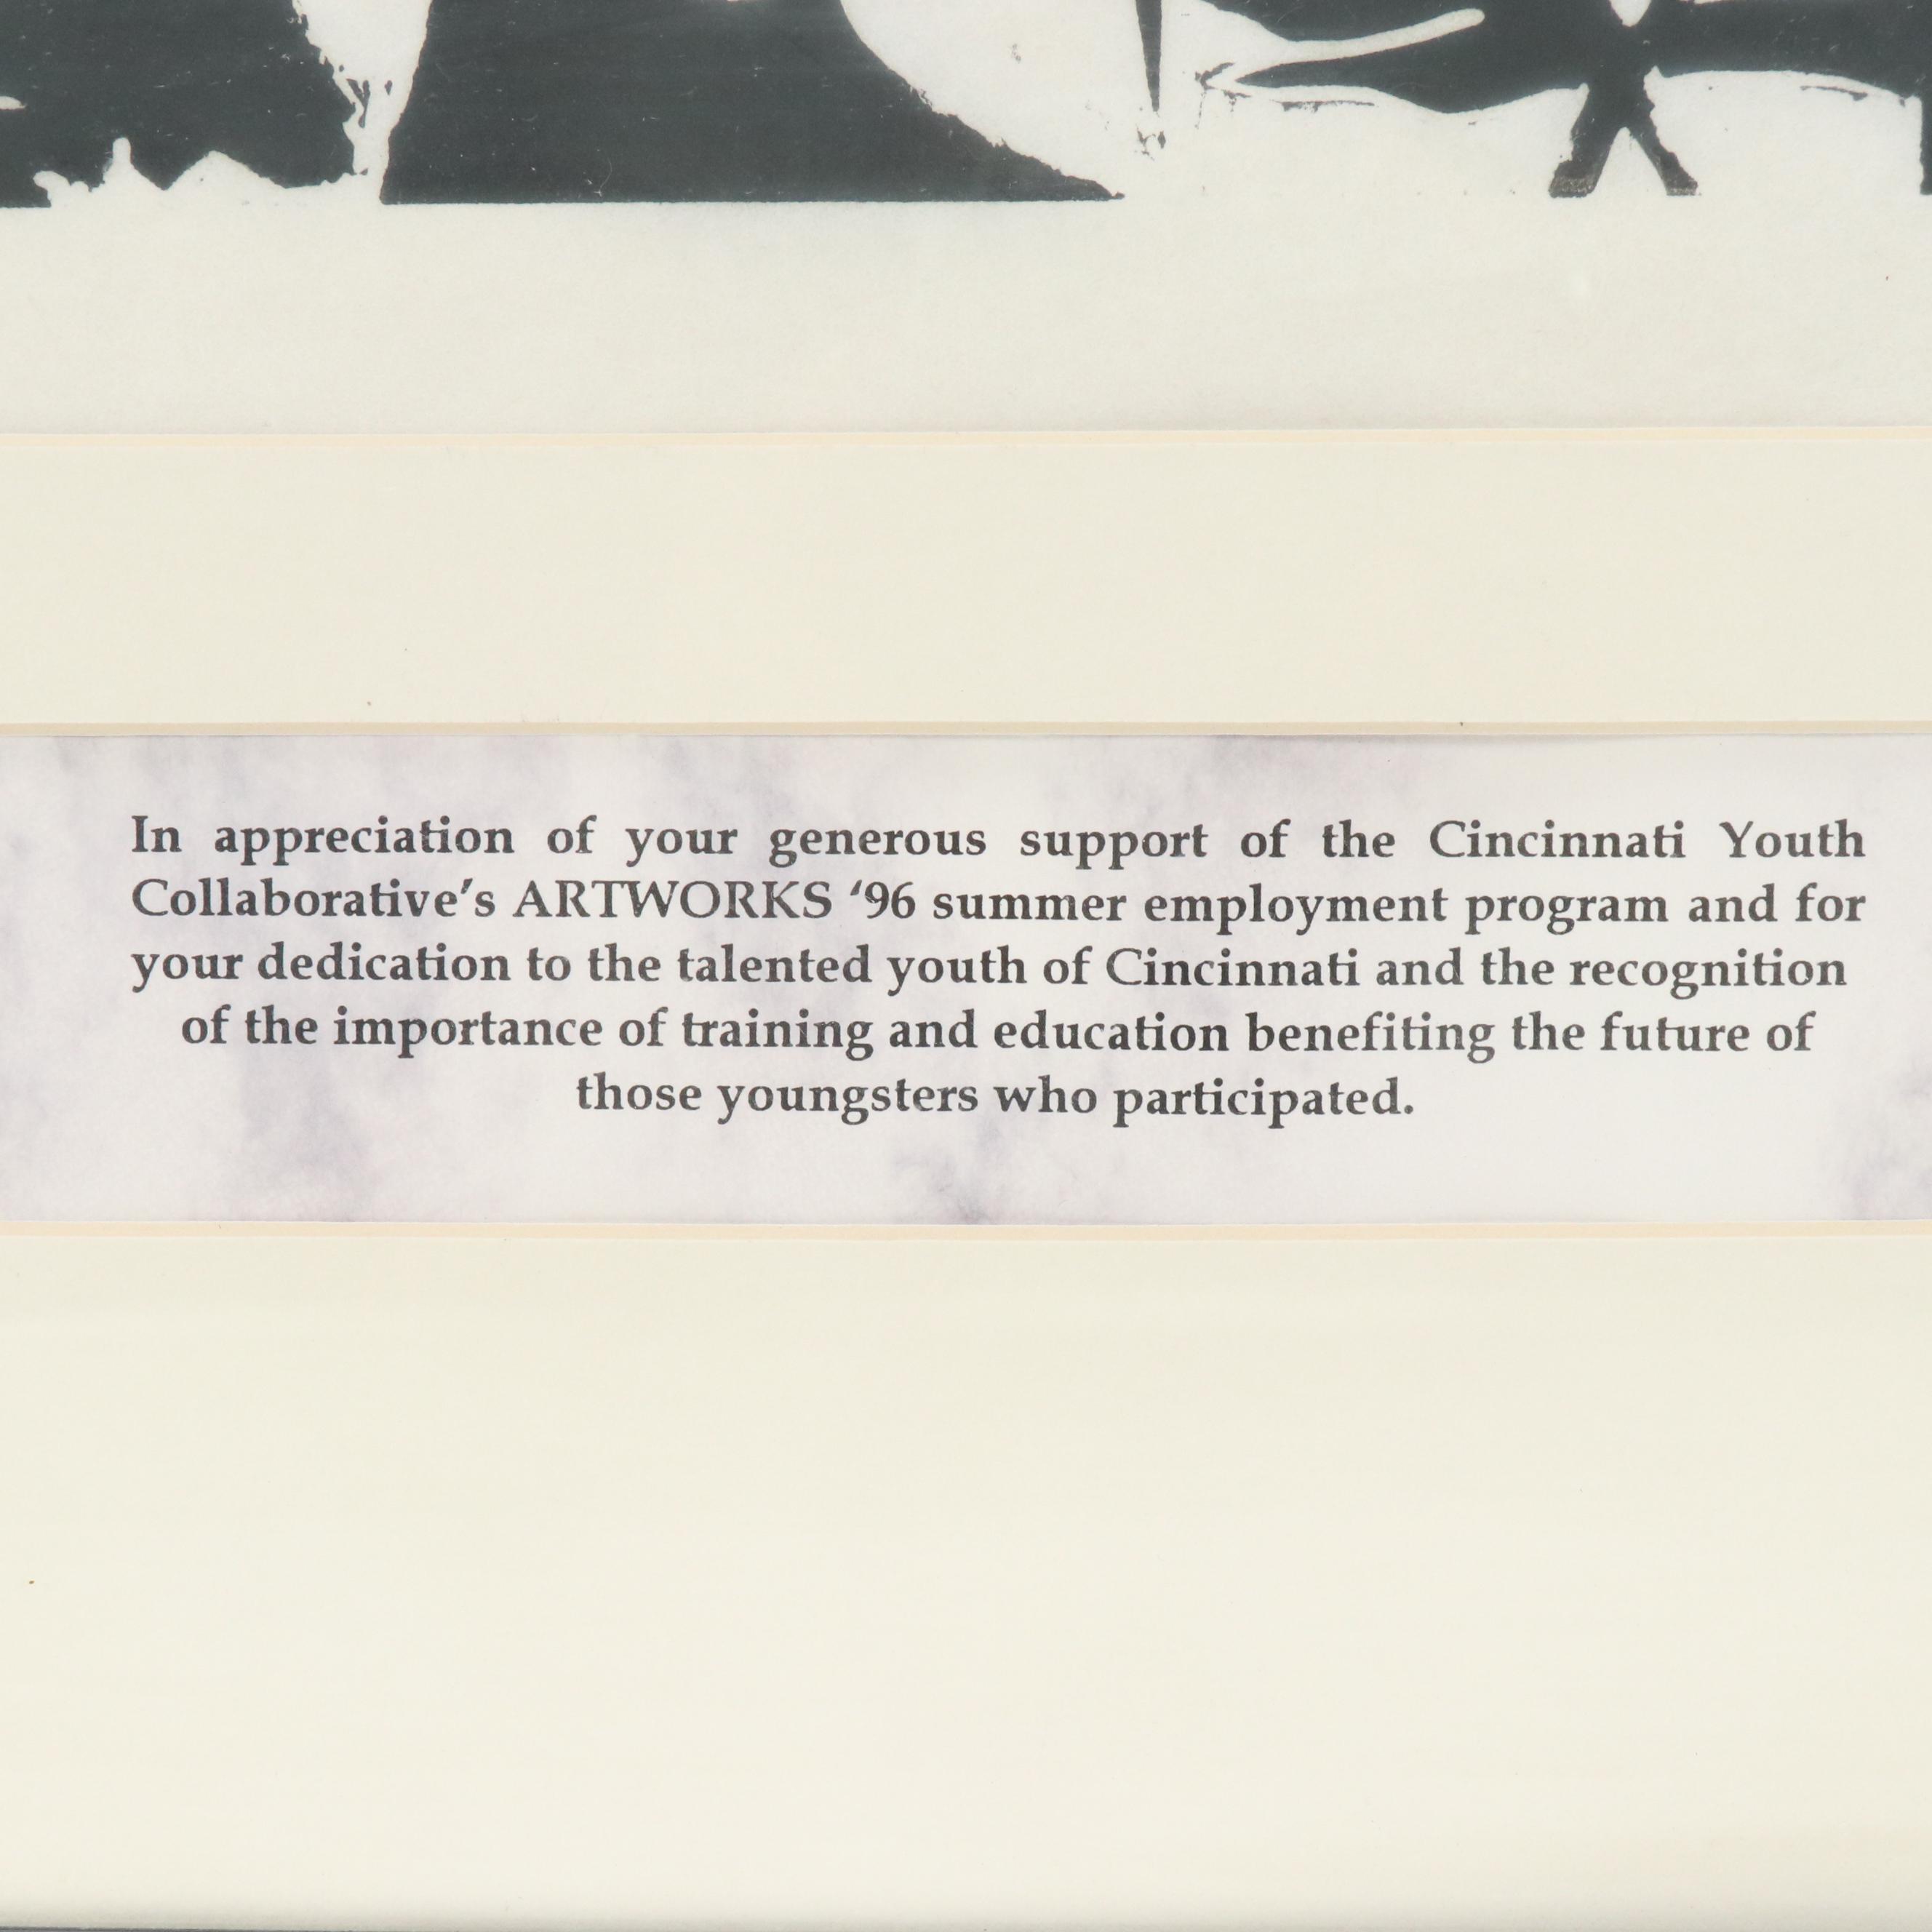 In appreciation of your generous support of the Cincinnati Youth
Collaborative's ARTWORKS '96 summer employment program and for
your dedication to the talented youth of Cincinnati and the recognition
of the importance of training and education benefiting the future of
those youngsters who participated.